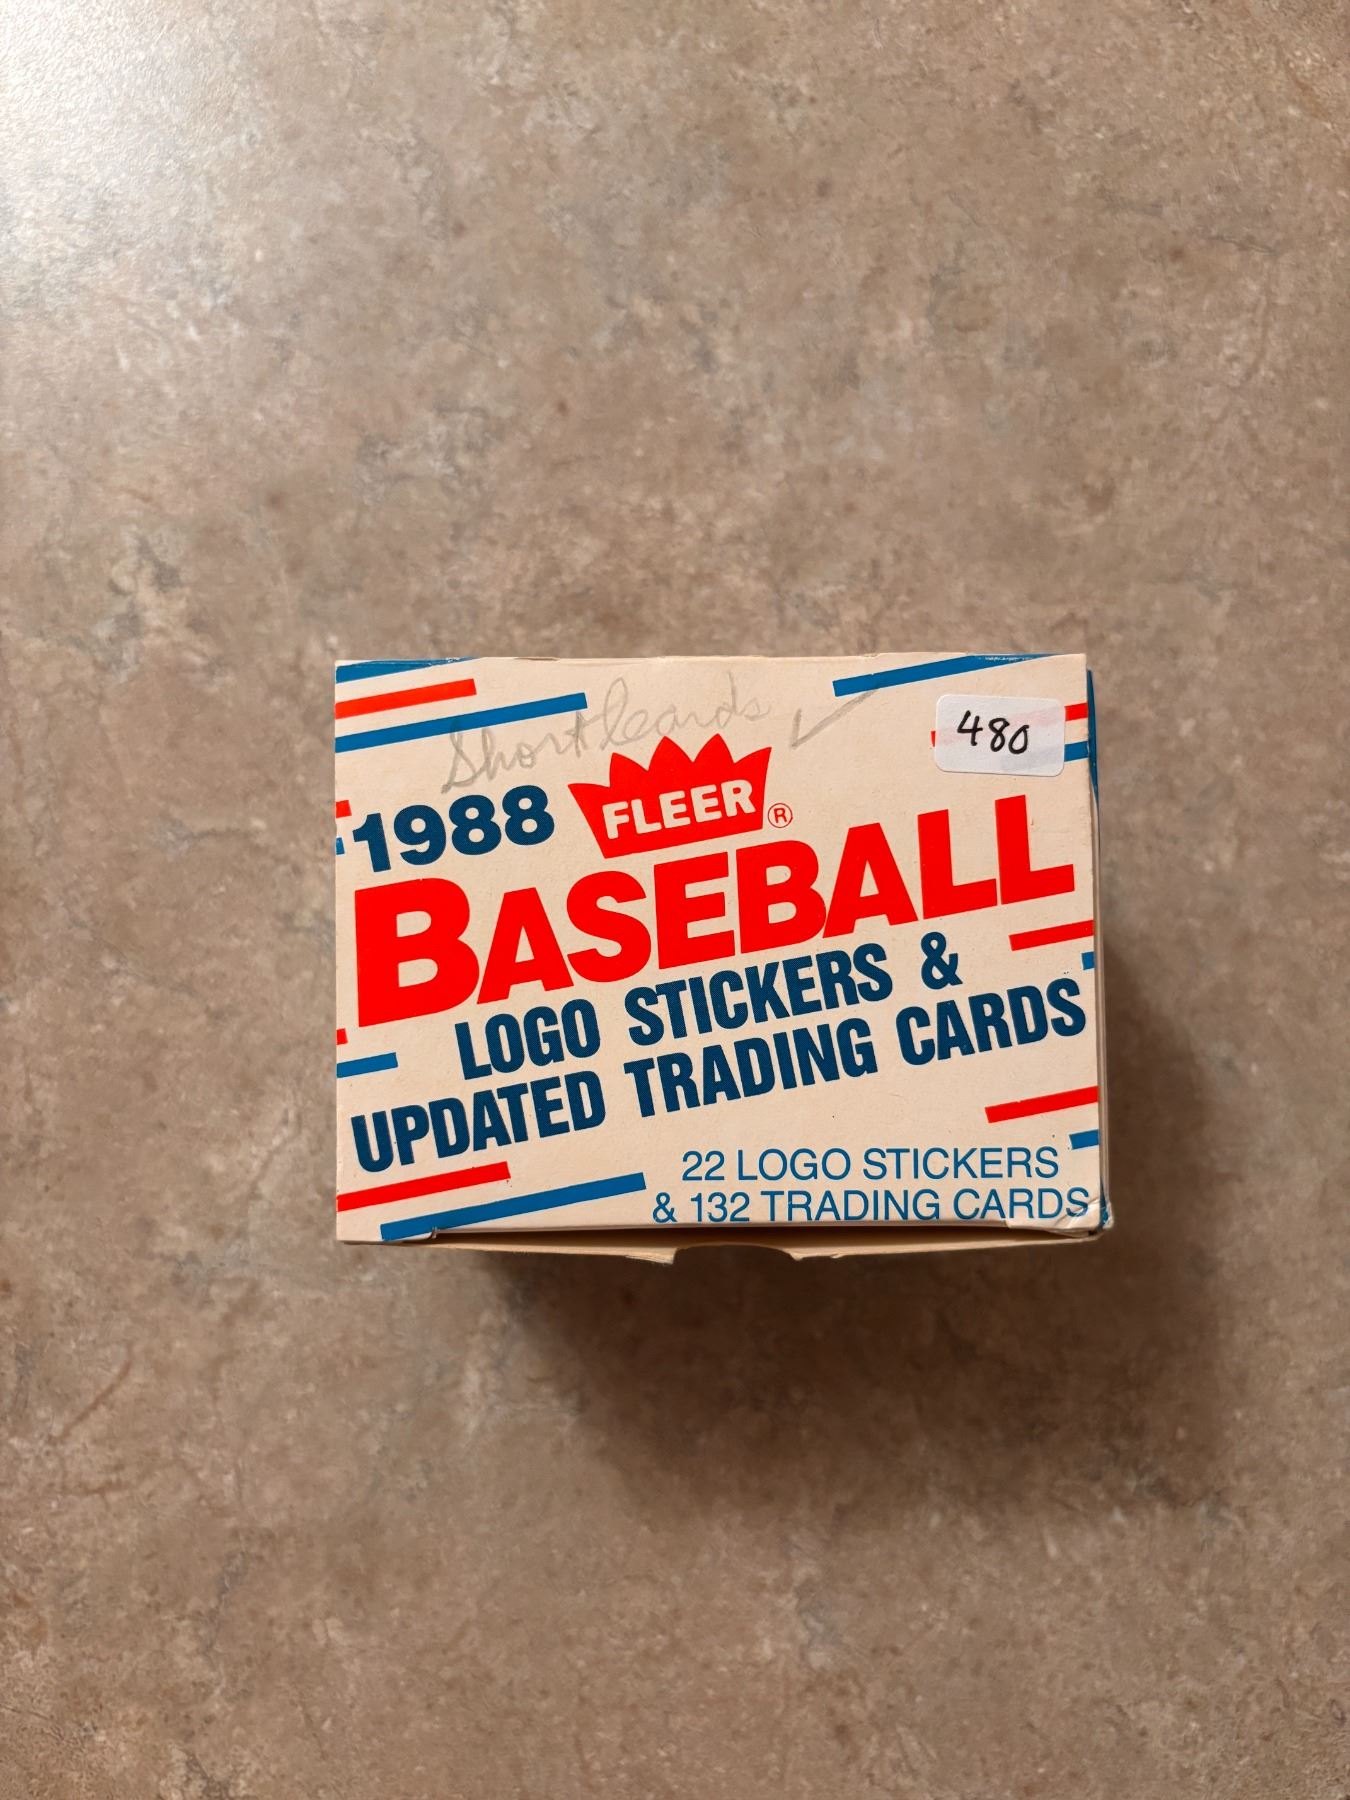 Short Cards ✓
480
1988 FLEER®
BASEBALL
LOGO STICKERS &
UPDATED TRADING CARDS
22 LOGO STICKERS
& 132 TRADING CARDS